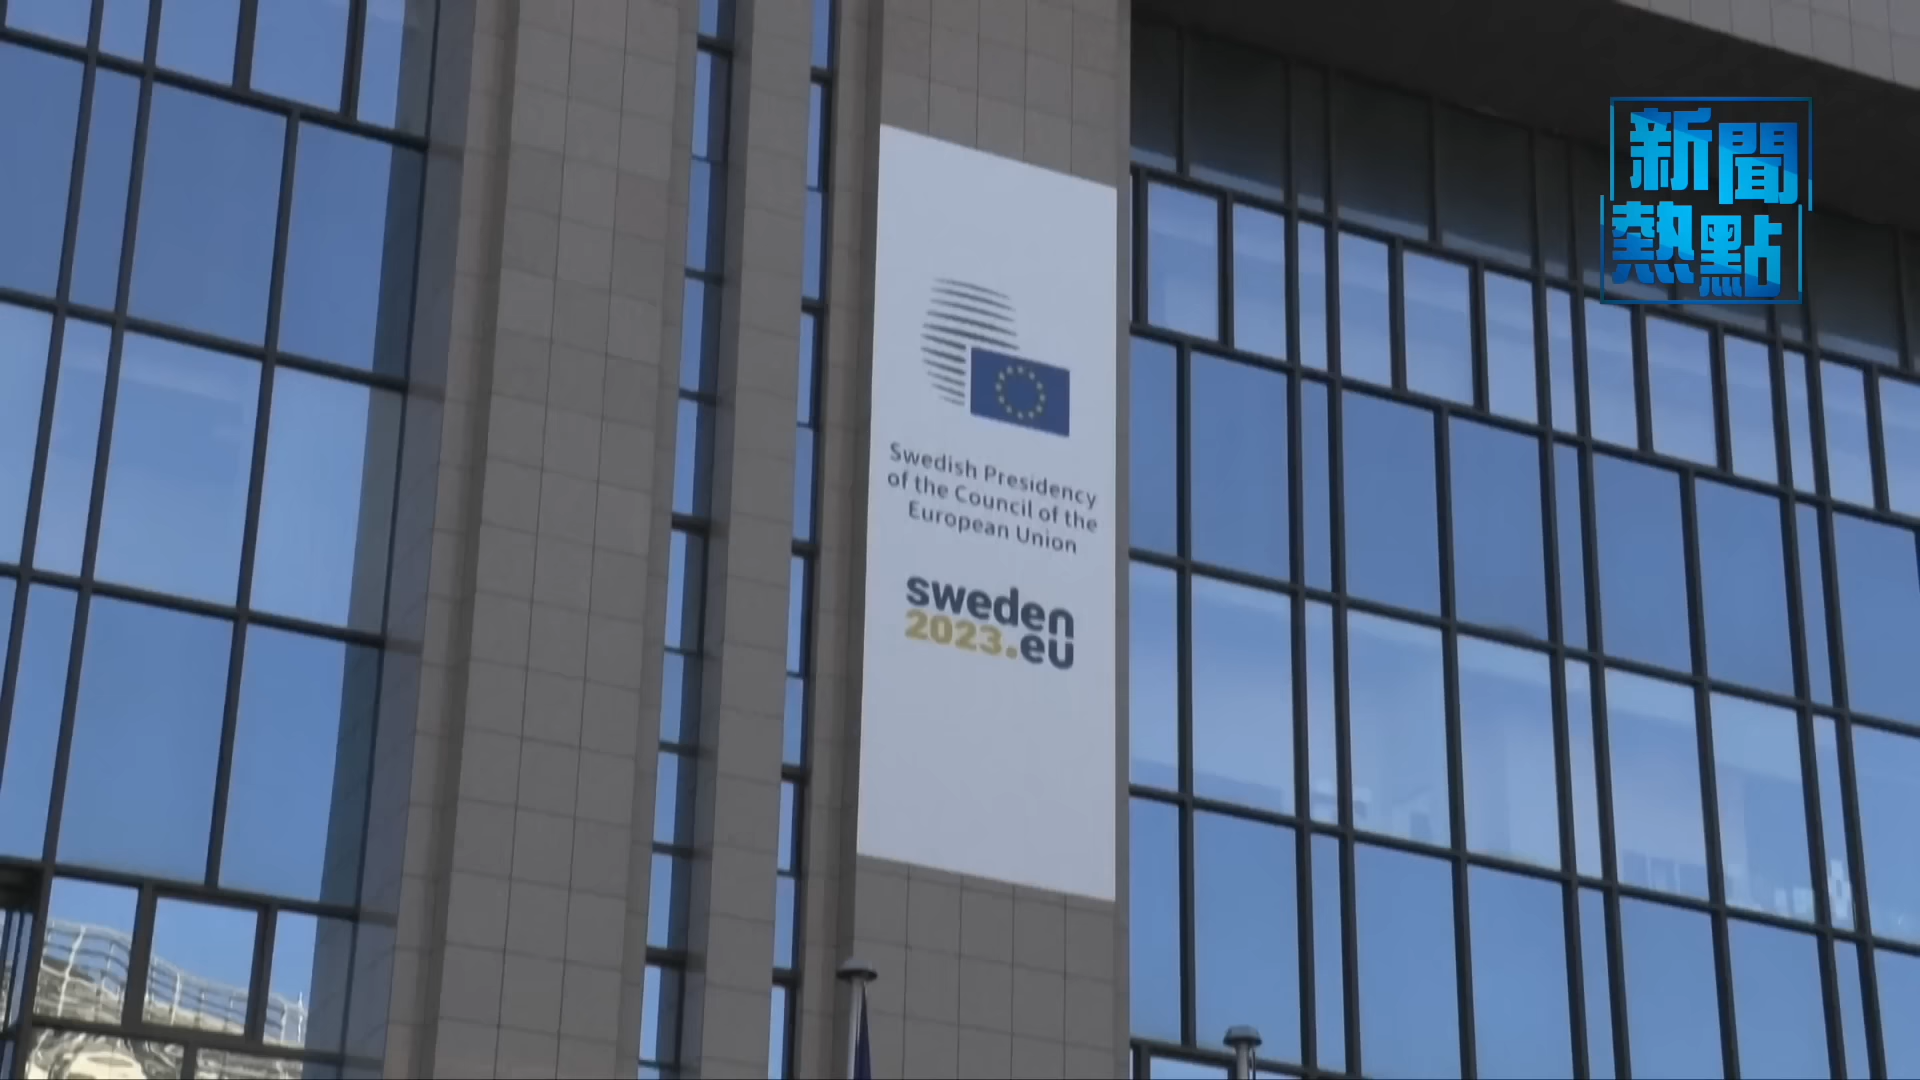 新聞
熱點
Swedish Presidency
of the Council of the
European Union
sweden
2023.eu